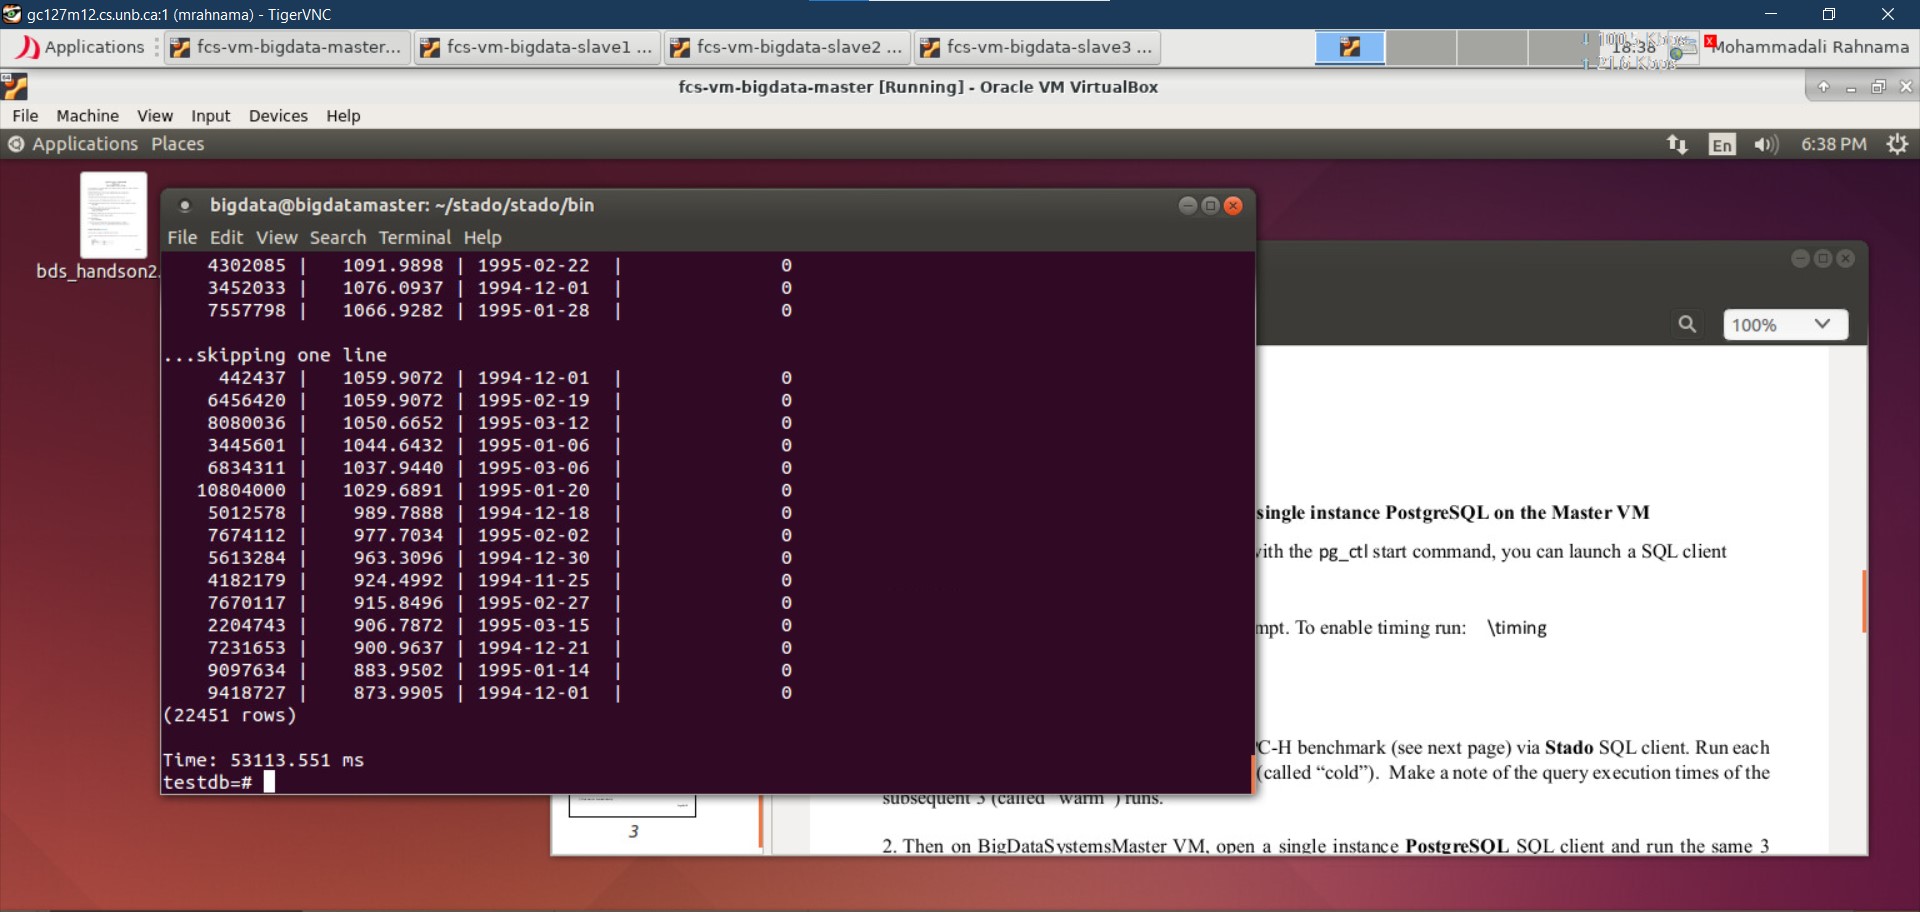 gc127m12.cs.unb.ca:1 (mrahnama) - TigerVNC
Applications fcs-vm-bigdata-master... fcs-vm-bigdata-slave1 ... fcs-vm-bigdata-slave2 ... fcs-vm-bigdata-slave3 ... 18:38 Mohammadali Rahnama
fcs-vm-bigdata-master [Running] - Oracle VM VirtualBox
File Machine View Input Devices Help
Applications Places En 6:38 PM
bds_handson2.
bigdata@bigdatamaster: ~/stado/stado/bin
File Edit View Search Terminal Help
4302085 | 1091.9898 | 1995-02-22 | 0
3452033 | 1076.0937 | 1994-12-01 | 0
7557798 | 1066.9282 | 1995-01-28 | 0
...skipping one line
442437 | 1059.9072 | 1994-12-01 | 0
6456420 | 1059.9072 | 1995-02-19 | 0
8080036 | 1050.6652 | 1995-03-12 | 0
3445601 | 1044.6432 | 1995-01-06 | 0
6834311 | 1037.9440 | 1995-03-06 | 0
10804000 | 1029.6891 | 1995-01-20 | 0
5012578 | 989.7888 | 1994-12-18 | 0
7674112 | 977.7034 | 1995-02-02 | 0
5613284 | 963.3096 | 1994-12-30 | 0
4182179 | 924.4992 | 1994-11-25 | 0
7670117 | 915.8496 | 1995-02-27 | 0
2204743 | 906.7872 | 1995-03-15 | 0
7231653 | 900.9637 | 1994-12-21 | 0
9097634 | 883.9502 | 1995-01-14 | 0
9418727 | 873.9905 | 1994-12-01 | 0
(22451 rows)
Time: 53113.551 ms
testdb=#
100%
single instance PostgreSQL on the Master VM
with the pg_ctl start command, you can launch a SQL client
mpt. To enable timing run: \timing
C-H benchmark (see next page) via Stado SQL client. Run each
(called “cold”). Make a note of the query execution times of the
subsequent 3 (called “warm”) runs.
3
2. Then on BigDataSystemsMaster VM, open a single instance PostgreSQL SQL client and run the same 3